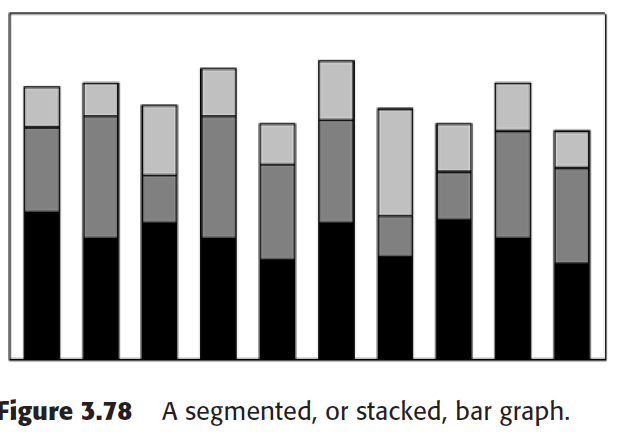 Figure 3.78 A segmented, or stacked, bar graph.